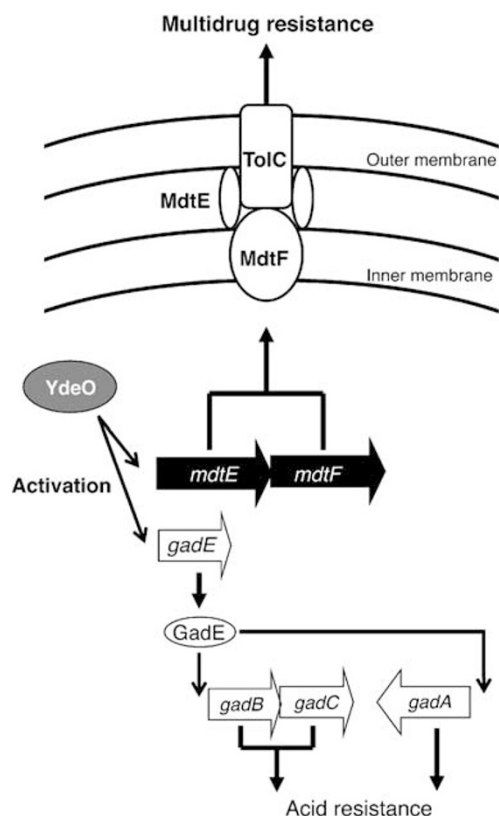 Multidrug resistance
TolC
Outer membrane
MdtE
MdtF
Inner membrane
YdeO
Activation
mdtE
mdtF
gadE
GadE
gadB
gadC
gadA
Acid resistance